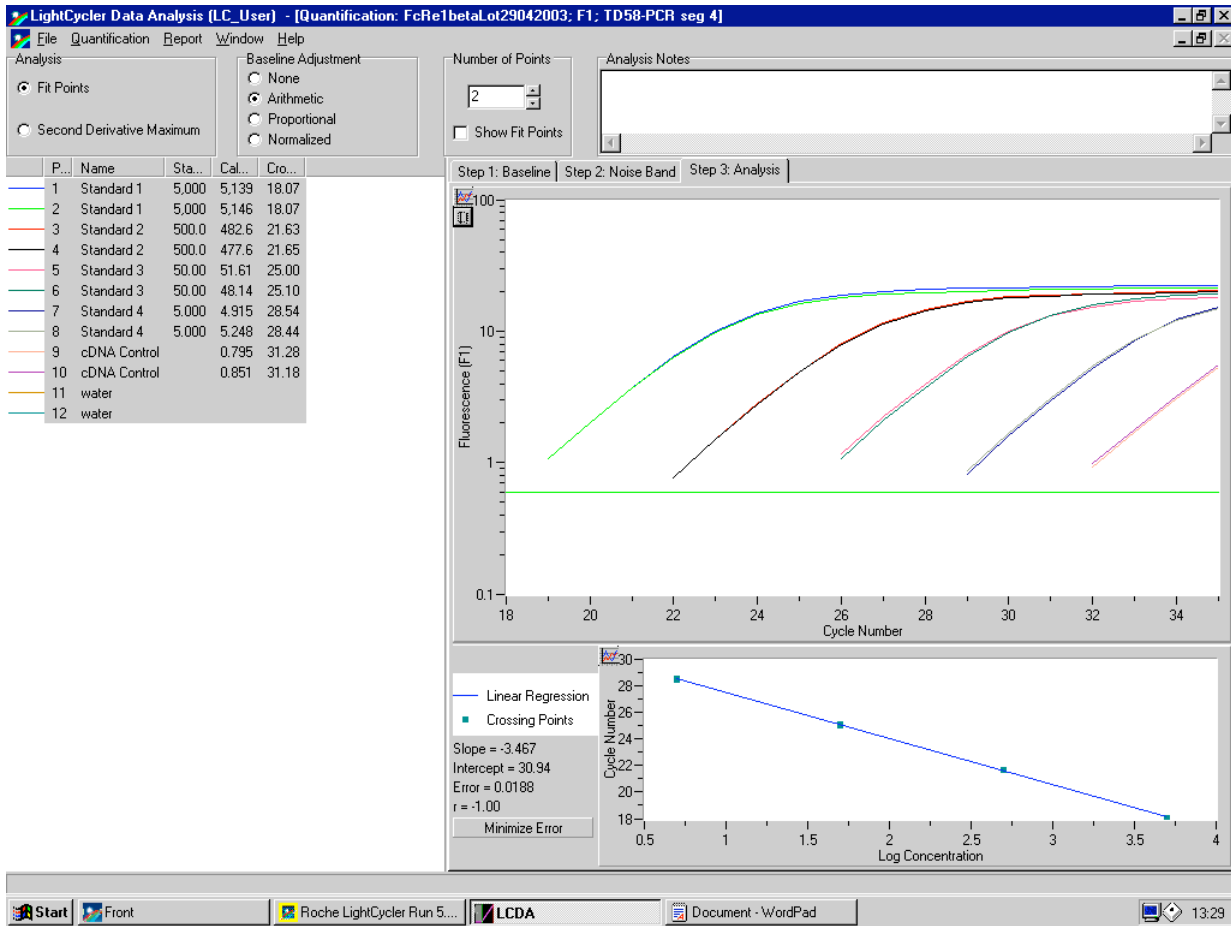 LightCycler Data Analysis (LC_User) - [Quantification: FcRe1betaLot29042003; F1; TD58-PCR seg 4]
File Quantification Report Window Help
Analysis
Fit Points
Second Derivative Maximum
Baseline Adjustment
None
Arithmetic
Proportional
Normalized
Number of Points
2
Show Fit Points
Analysis Notes
P... Name Sta... Cal... Cro...
1 Standard 1 5,000 5,139 18.07
2 Standard 1 5,000 5,146 18.07
3 Standard 2 500.0 482.6 21.63
4 Standard 2 500.0 477.6 21.65
5 Standard 3 50.00 51.61 25.00
6 Standard 3 50.00 48.14 25.10
7 Standard 4 5.000 4.915 28.54
8 Standard 4 5.000 5.248 28.44
9 cDNA Control 0.795 31.28
10 cDNA Control 0.851 31.18
11 water
12 water
Step 1: Baseline Step 2: Noise Band Step 3: Analysis
100
10
1
0.1
Fluorescence (F1)
18 20 22 24 26 28 30 32 34
Cycle Number
Linear Regression
Crossing Points
Slope = -3.467
Intercept = 30.94
Error = 0.0188
r = -1.00
Minimize Error
30
28
26
24
22
20
18
Cycle Number
0.5 1 1.5 2 2.5 3 3.5 4
Log Concentration
Start Front Roche LightCycler Run 5.... LCDA Document - WordPad 13:29